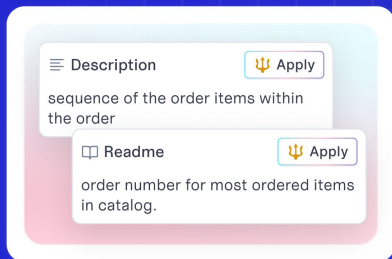 Description
Apply
sequence of the order items within
the order
Readme
Apply
order number for most ordered items
in catalog.